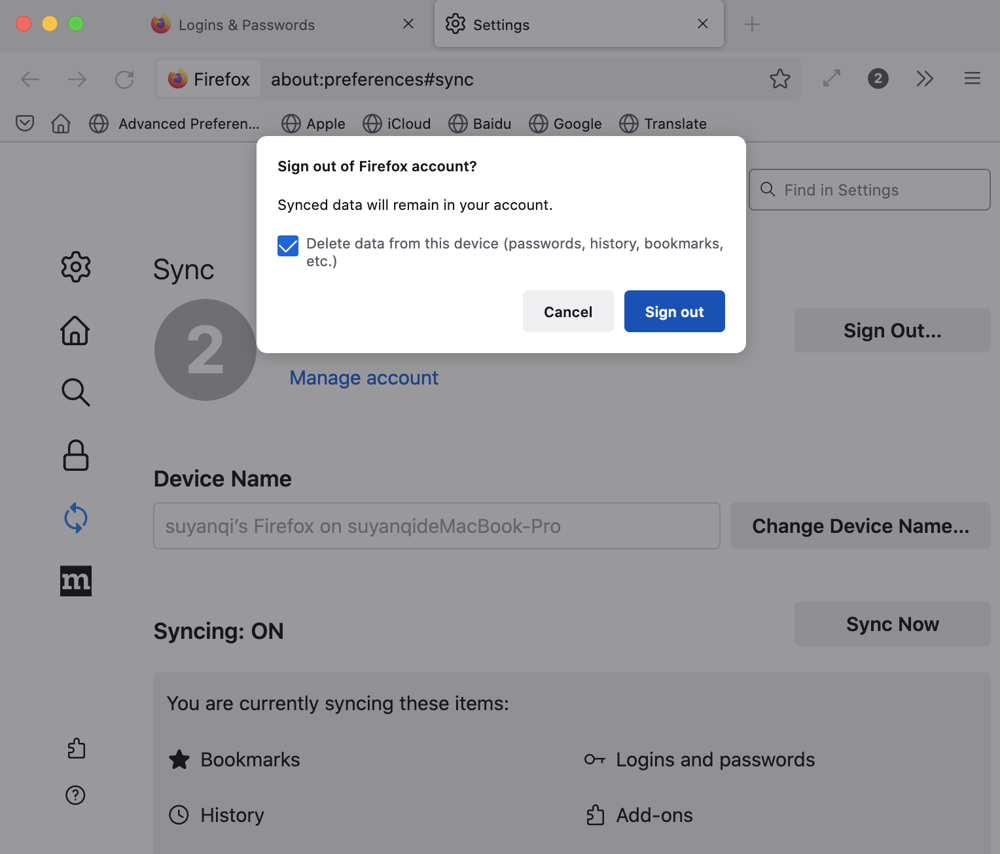 Logins & Passwords
Settings
Firefox
about:preferences#sync
2
Advanced Preferen...
Apple
iCloud
Baidu
Google
Translate
Sign out of Firefox account?
Synced data will remain in your account.
Delete data from this device (passwords, history, bookmarks,
etc.)
Cancel
Sign out
Find in Settings
Sync
2
Sign Out...
Manage account
Device Name
suyanqi’s Firefox on suyanqideMacBook-Pro
Change Device Name...
m
Syncing: ON
Sync Now
You are currently syncing these items:
Bookmarks
Logins and passwords
History
Add-ons